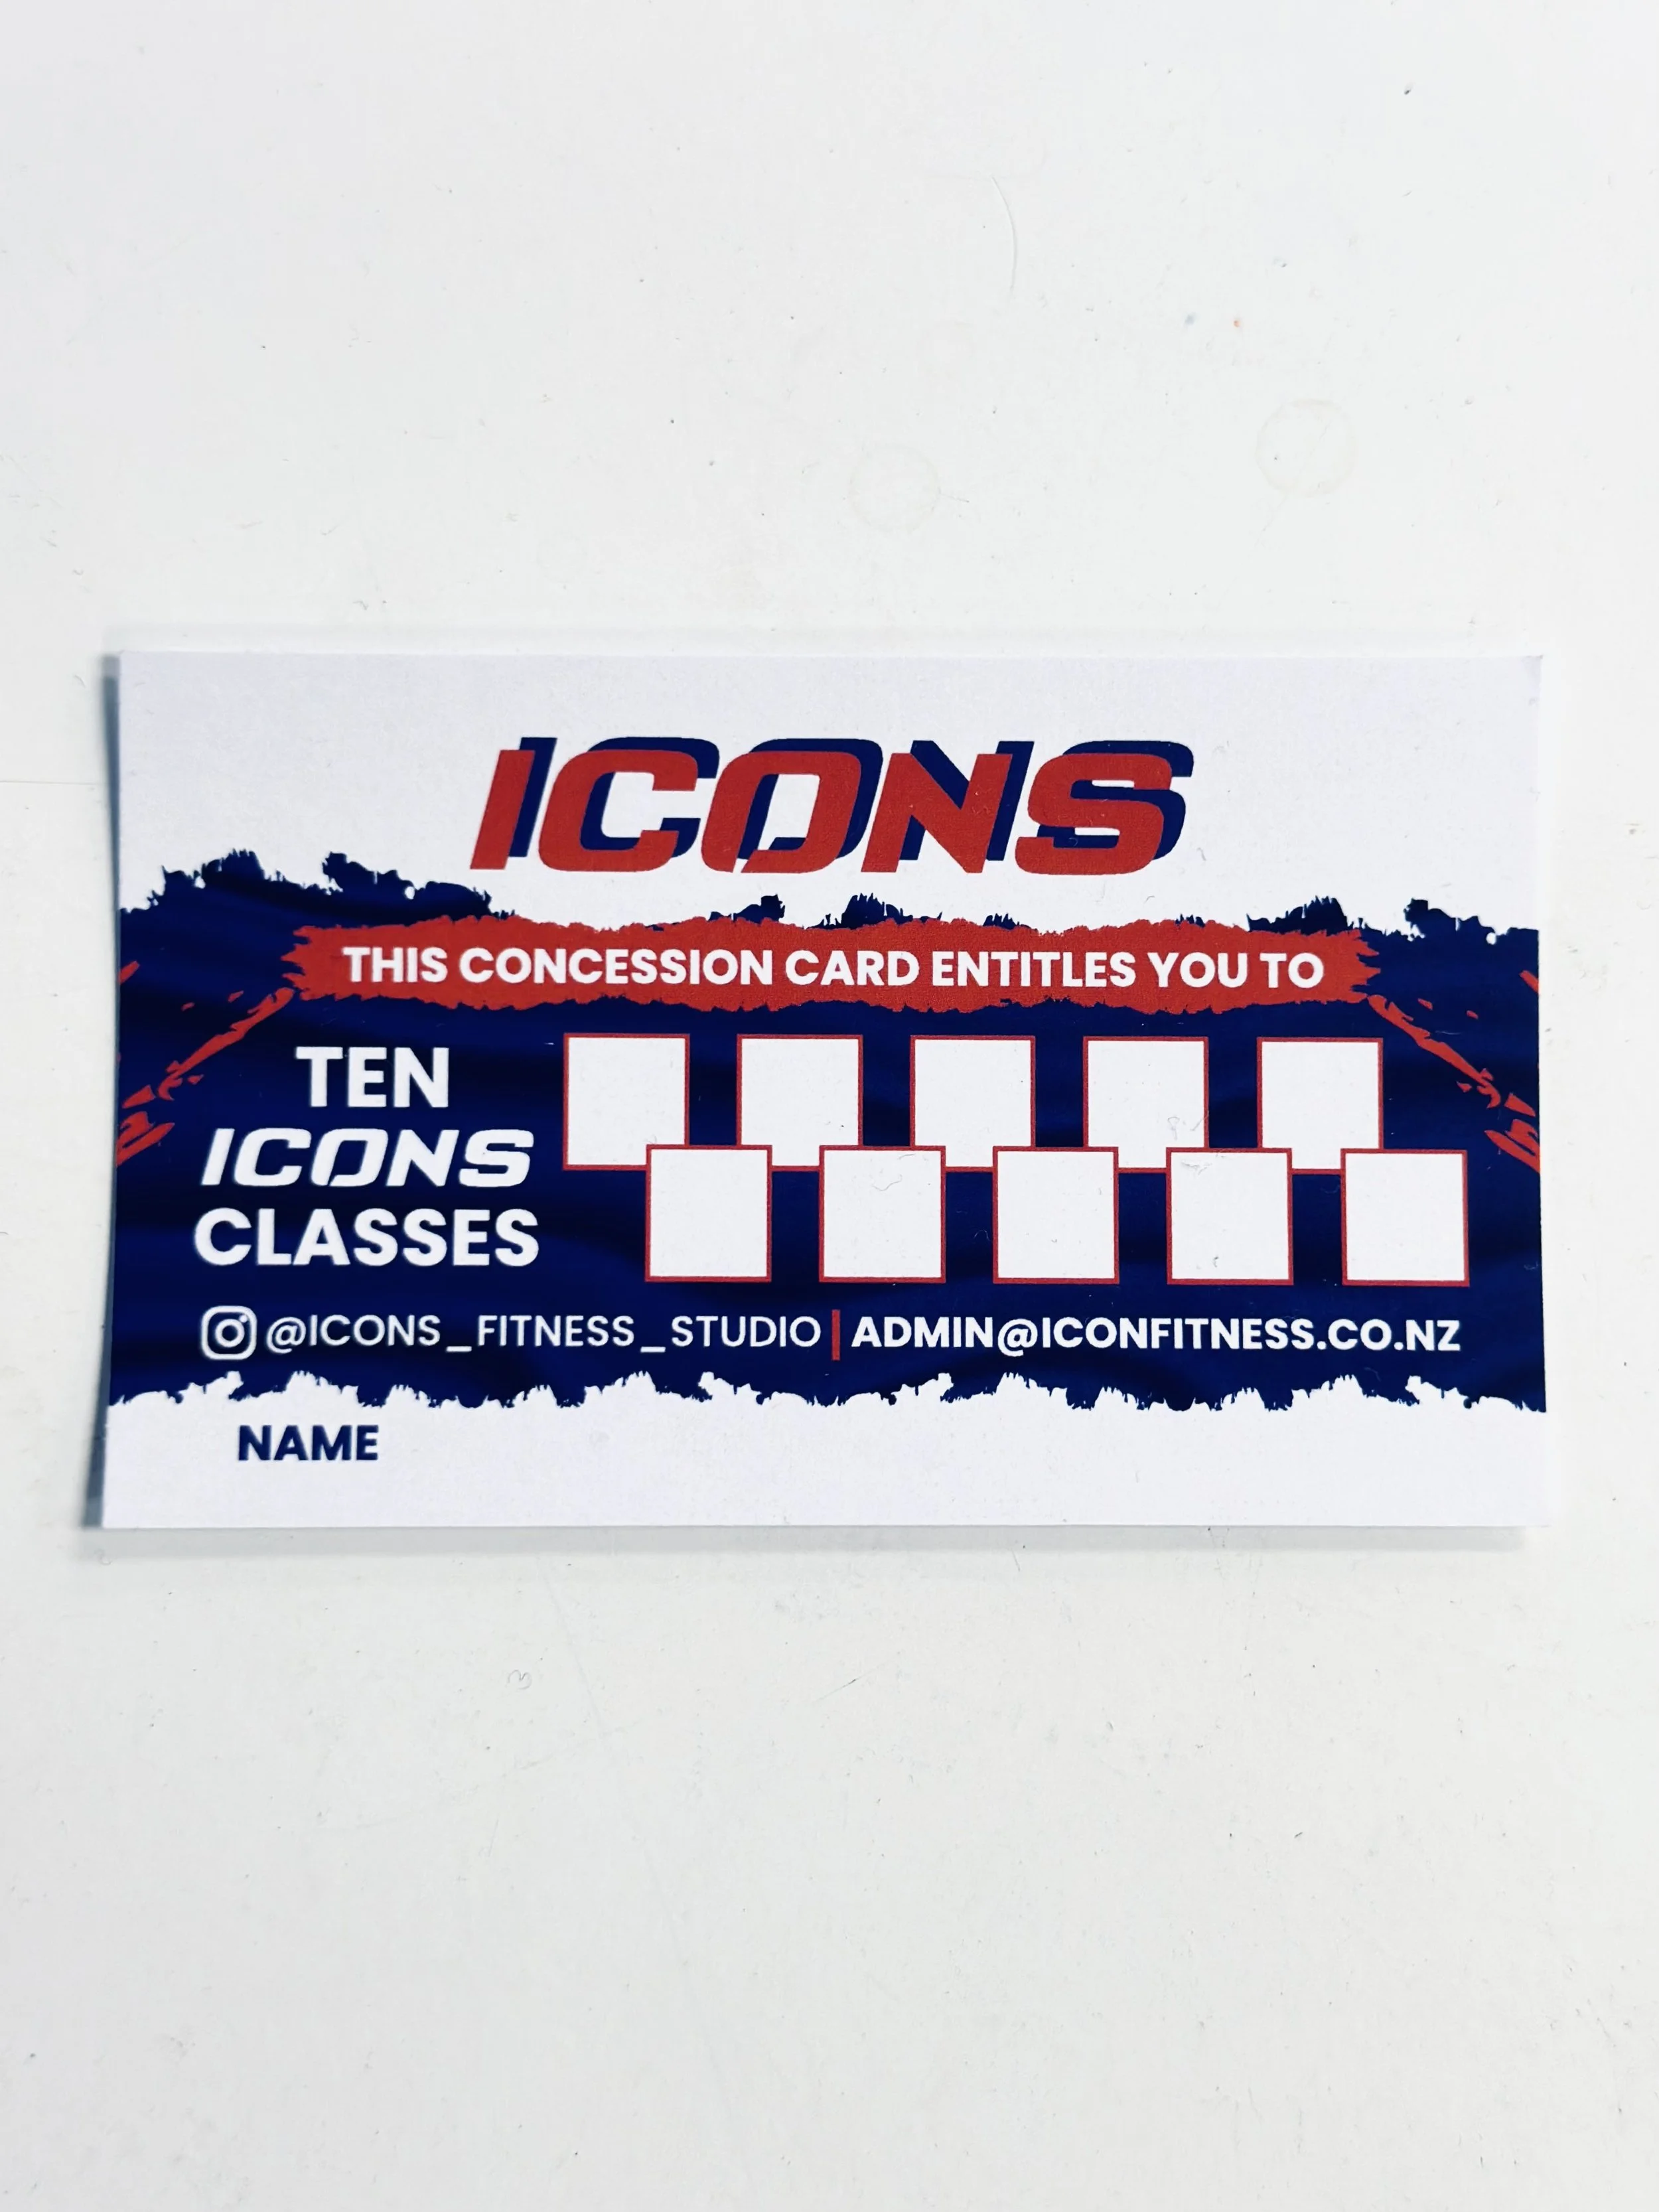 ICONS
THIS CONCESSION CARD ENTITLES YOU TO
TEN
ICONS
CLASSES
@ICONS_FITNESS_STUDIO | ADMIN@ICONFITNESS.CO.NZ
NAME